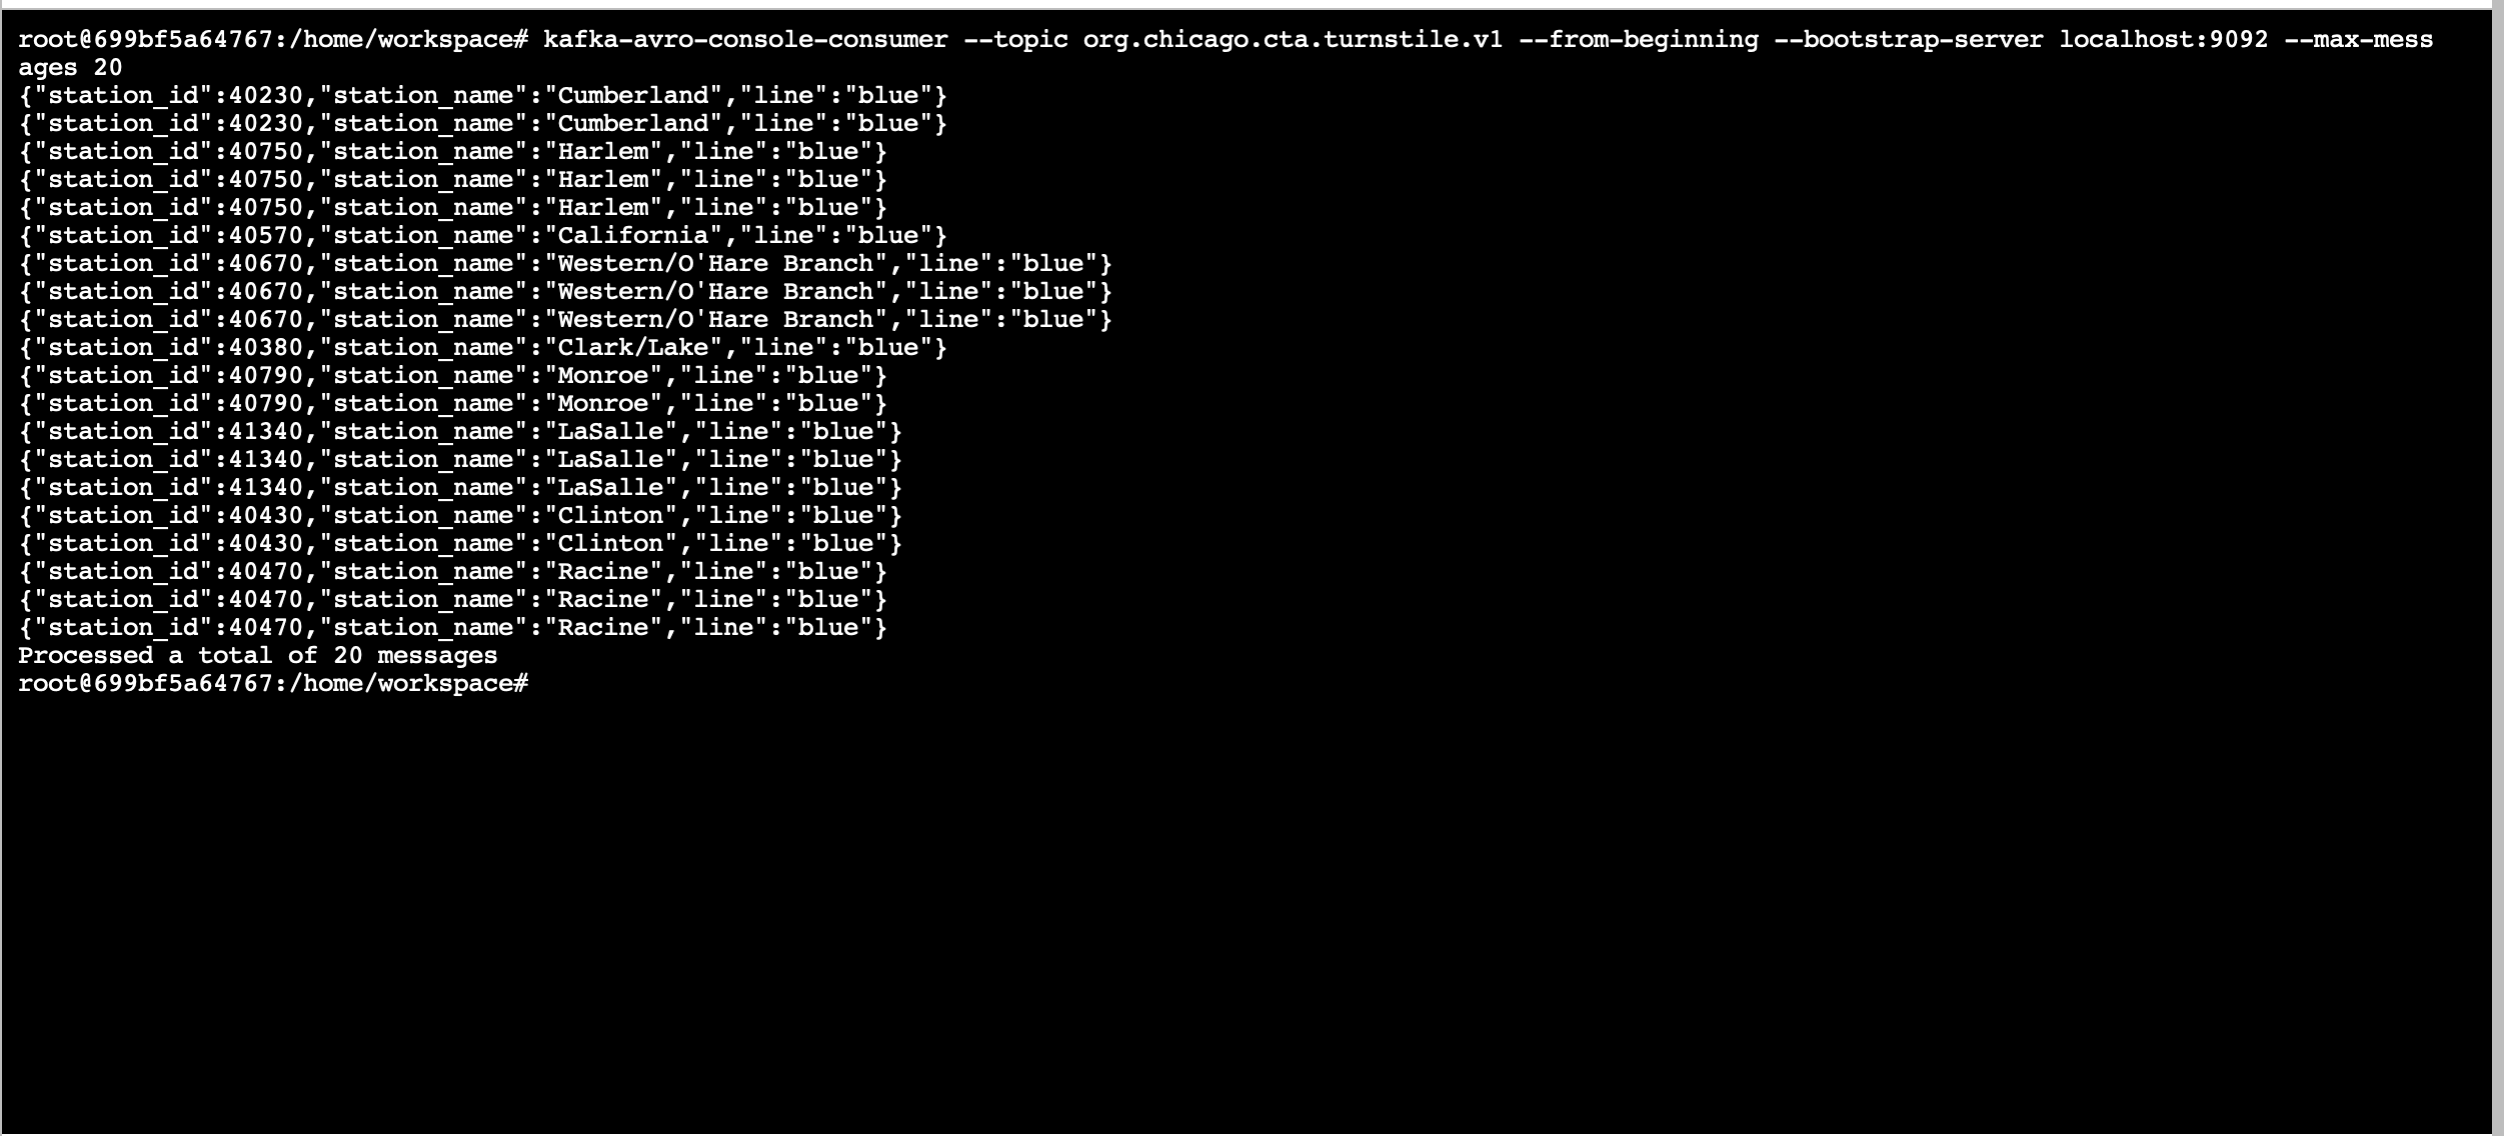 root@699bf5a64767:/home/workspace# kafka-avro-console-consumer --topic org.chicago.cta.turnstile.v1 --from-beginning --bootstrap-server localhost:9092 --max-mess
ages 20
{"station_id":40230,"station_name":"Cumberland","line":"blue"}
{"station_id":40230,"station_name":"Cumberland","line":"blue"}
{"station_id":40750,"station_name":"Harlem","line":"blue"}
{"station_id":40750,"station_name":"Harlem","line":"blue"}
{"station_id":40750,"station_name":"Harlem","line":"blue"}
{"station_id":40570,"station_name":"California","line":"blue"}
{"station_id":40670,"station_name":"Western/O'Hare Branch","line":"blue"}
{"station_id":40670,"station_name":"Western/O'Hare Branch","line":"blue"}
{"station_id":40670,"station_name":"Western/O'Hare Branch","line":"blue"}
{"station_id":40380,"station_name":"Clark/Lake","line":"blue"}
{"station_id":40790,"station_name":"Monroe","line":"blue"}
{"station_id":40790,"station_name":"Monroe","line":"blue"}
{"station_id":41340,"station_name":"LaSalle","line":"blue"}
{"station_id":41340,"station_name":"LaSalle","line":"blue"}
{"station_id":41340,"station_name":"LaSalle","line":"blue"}
{"station_id":40430,"station_name":"Clinton","line":"blue"}
{"station_id":40430,"station_name":"Clinton","line":"blue"}
{"station_id":40470,"station_name":"Racine","line":"blue"}
{"station_id":40470,"station_name":"Racine","line":"blue"}
{"station_id":40470,"station_name":"Racine","line":"blue"}
Processed a total of 20 messages
root@699bf5a64767:/home/workspace#